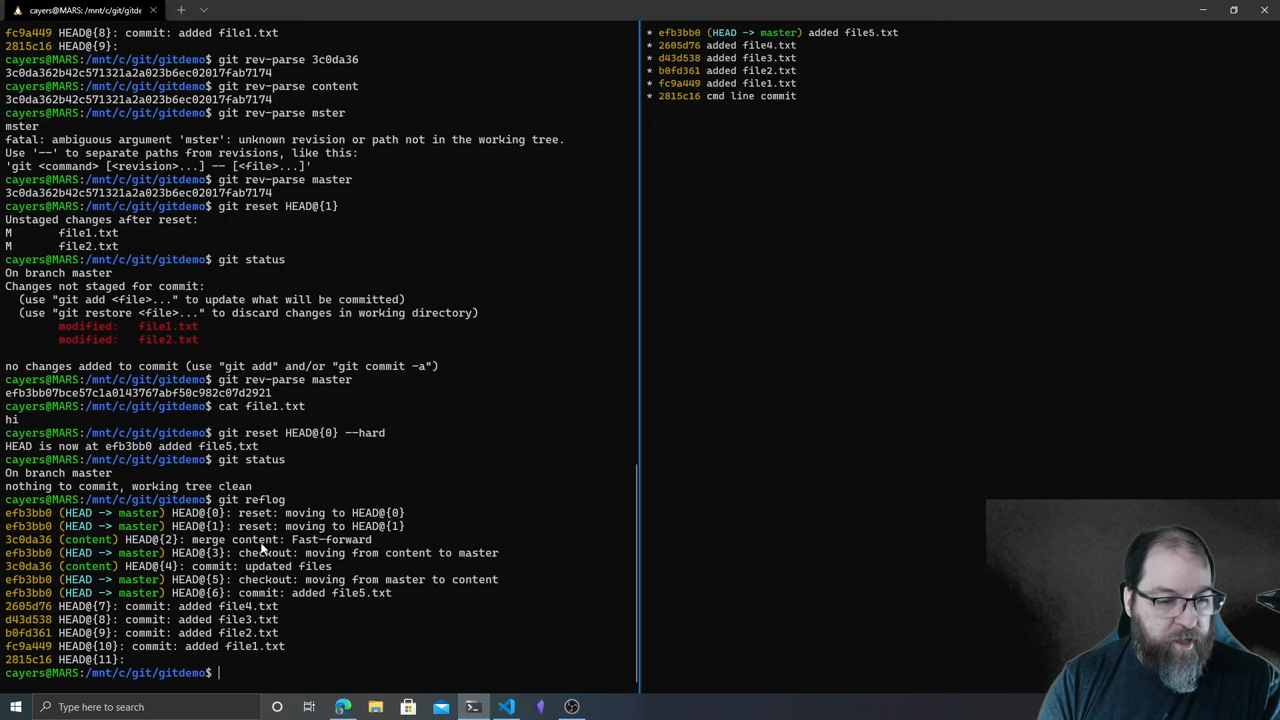 cayers@MARS: /mnt/c/git/gitde
fc9a449 HEAD@{8}: commit: added file1.txt
2815c16 HEAD@{9}:
cayers@MARS:/mnt/c/git/gitdemo$ git rev-parse 3c0da36
3c0da362b42c571321a2a023b6ec02017fab7174
cayers@MARS:/mnt/c/git/gitdemo$ git rev-parse content
3c0da362b42c571321a2a023b6ec02017fab7174
cayers@MARS:/mnt/c/git/gitdemo$ git rev-parse mster
mster
fatal: ambiguous argument 'mster': unknown revision or path not in the working tree.
Use '--' to separate paths from revisions, like this:
'git <command> [<revision>...] -- [<file>...]'
cayers@MARS:/mnt/c/git/gitdemo$ git rev-parse master
3c0da362b42c571321a2a023b6ec02017fab7174
cayers@MARS:/mnt/c/git/gitdemo$ git reset HEAD@{1}
Unstaged changes after reset:
M       file1.txt
M       file2.txt
cayers@MARS:/mnt/c/git/gitdemo$ git status
On branch master
Changes not staged for commit:
  (use "git add <file>..." to update what will be committed)
  (use "git restore <file>..." to discard changes in working directory)
        modified:   file1.txt
        modified:   file2.txt
no changes added to commit (use "git add" and/or "git commit -a")
cayers@MARS:/mnt/c/git/gitdemo$ git rev-parse master
efb3bb07bce57c1a0143767abf50c982c07d2921
cayers@MARS:/mnt/c/git/gitdemo$ cat file1.txt
hi
cayers@MARS:/mnt/c/git/gitdemo$ git reset HEAD@{0} --hard
HEAD is now at efb3bb0 added file5.txt
cayers@MARS:/mnt/c/git/gitdemo$ git status
On branch master
nothing to commit, working tree clean
cayers@MARS:/mnt/c/git/gitdemo$ git reflog
efb3bb0 (HEAD -> master) HEAD@{0}: reset: moving to HEAD@{0}
efb3bb0 (HEAD -> master) HEAD@{1}: reset: moving to HEAD@{1}
3c0da36 (content) HEAD@{2}: merge content: Fast-forward
efb3bb0 (HEAD -> master) HEAD@{3}: checkout: moving from content to master
3c0da36 (content) HEAD@{4}: commit: updated files
efb3bb0 (HEAD -> master) HEAD@{5}: checkout: moving from master to content
efb3bb0 (HEAD -> master) HEAD@{6}: commit: added file5.txt
2605d76 HEAD@{7}: commit: added file4.txt
d43d538 HEAD@{8}: commit: added file3.txt
b0fd361 HEAD@{9}: commit: added file2.txt
fc9a449 HEAD@{10}: commit: added file1.txt
2815c16 HEAD@{11}:
cayers@MARS:/mnt/c/git/gitdemo$
* efb3bb0 (HEAD -> master) added file5.txt
* 2605d76 added file4.txt
* d43d538 added file3.txt
* b0fd361 added file2.txt
* fc9a449 added file1.txt
* 2815c16 cmd line commit
Type here to search